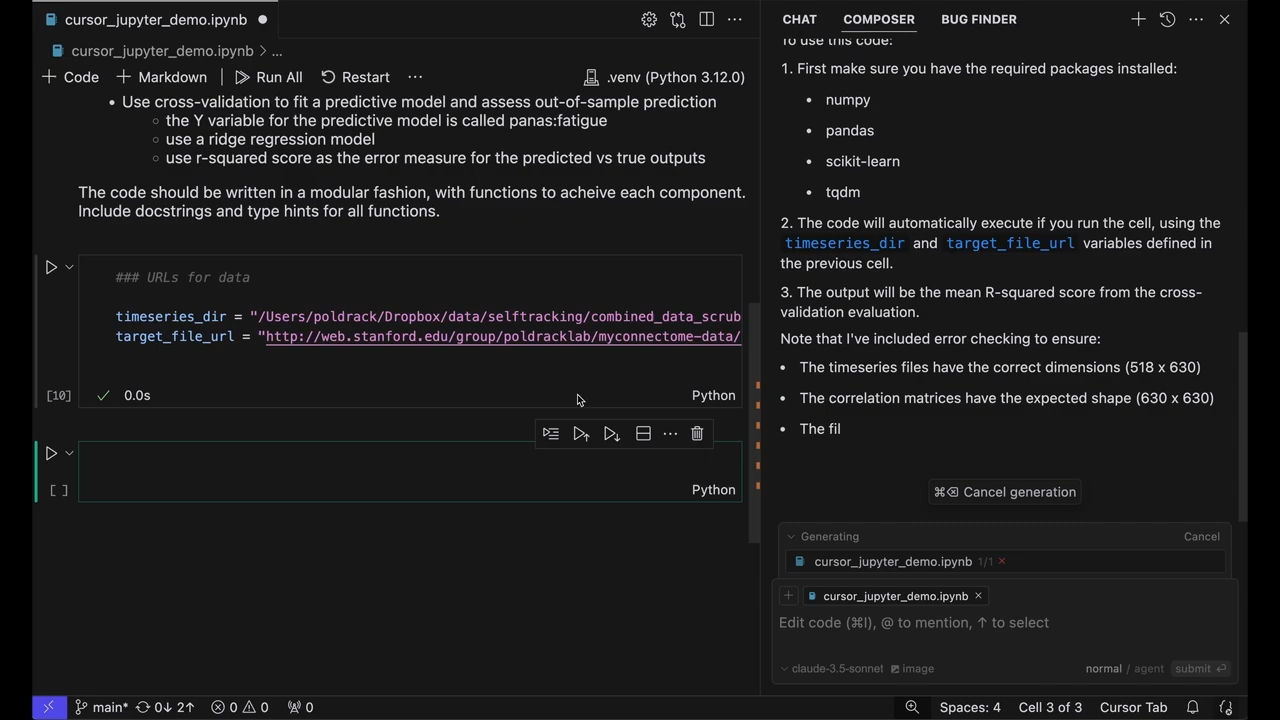 cursor_jupyter_demo.ipynb
cursor_jupyter_demo.ipynb > ...
+ Code + Markdown Run All Restart ... .venv (Python 3.12.0)
• Use cross-validation to fit a predictive model and assess out-of-sample prediction
○ the Y variable for the predictive model is called panas:fatigue
○ use a ridge regression model
○ use r-squared score as the error measure for the predicted vs true outputs
The code should be written in a modular fashion, with functions to acheive each component.
Include docstrings and type hints for all functions.
### URLs for data
timeseries_dir = "/Users/poldrack/Dropbox/data/selftracking/combined_data_scrub
target_file_url = "http://web.stanford.edu/group/poldracklab/myconnectome-data/
[10] ✓ 0.0s Python
[ ] Python
CHAT COMPOSER BUG FINDER
To use this code:
1. First make sure you have the required packages installed:
• numpy
• pandas
• scikit-learn
• tqdm
2. The code will automatically execute if you run the cell, using the
timeseries_dir and target_file_url variables defined in
the previous cell.
3. The output will be the mean R-squared score from the cross-
validation evaluation.
Note that I've included error checking to ensure:
• The timeseries files have the correct dimensions (518 x 630)
• The correlation matrices have the expected shape (630 x 630)
• The fil
⌘⌫ Cancel generation
Generating Cancel
cursor_jupyter_demo.ipynb 1/1 ×
+ cursor_jupyter_demo.ipynb ×
Edit code (⌘I), @ to mention, ↑ to select
claude-3.5-sonnet image normal / agent submit ↵
main* 0↓ 2↑ 0 0 0 Spaces: 4 Cell 3 of 3 Cursor Tab